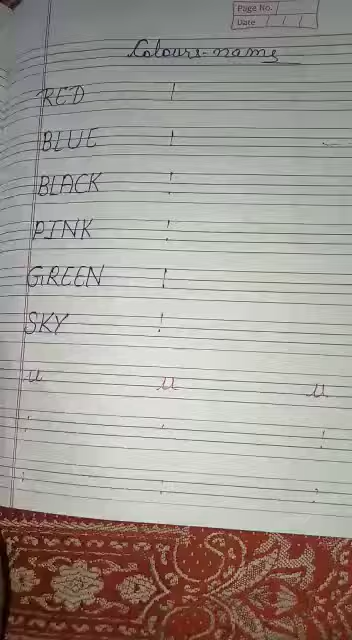 Page No.
Date
Colours-name
RED !
BLUE !
BLACK !
PINK !
GREEN !
SKY !
u u u